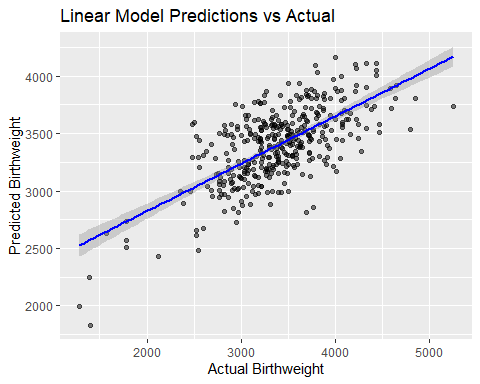 Linear Model Predictions vs Actual
Predicted Birthweight
4000
3500
3000
2500
2000
2000 3000 4000 5000
Actual Birthweight